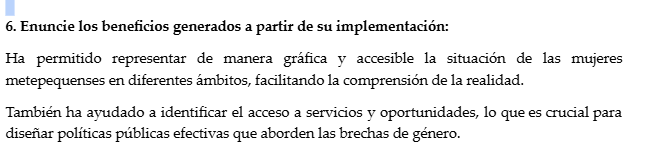 6. Enuncie los beneficios generados a partir de su implementación:
Ha permitido representar de manera gráfica y accesible la situación de las mujeres
metepequenses en diferentes ámbitos, facilitando la comprensión de la realidad.
También ha ayudado a identificar el acceso a servicios y oportunidades, lo que es crucial para
diseñar políticas públicas efectivas que aborden las brechas de género.